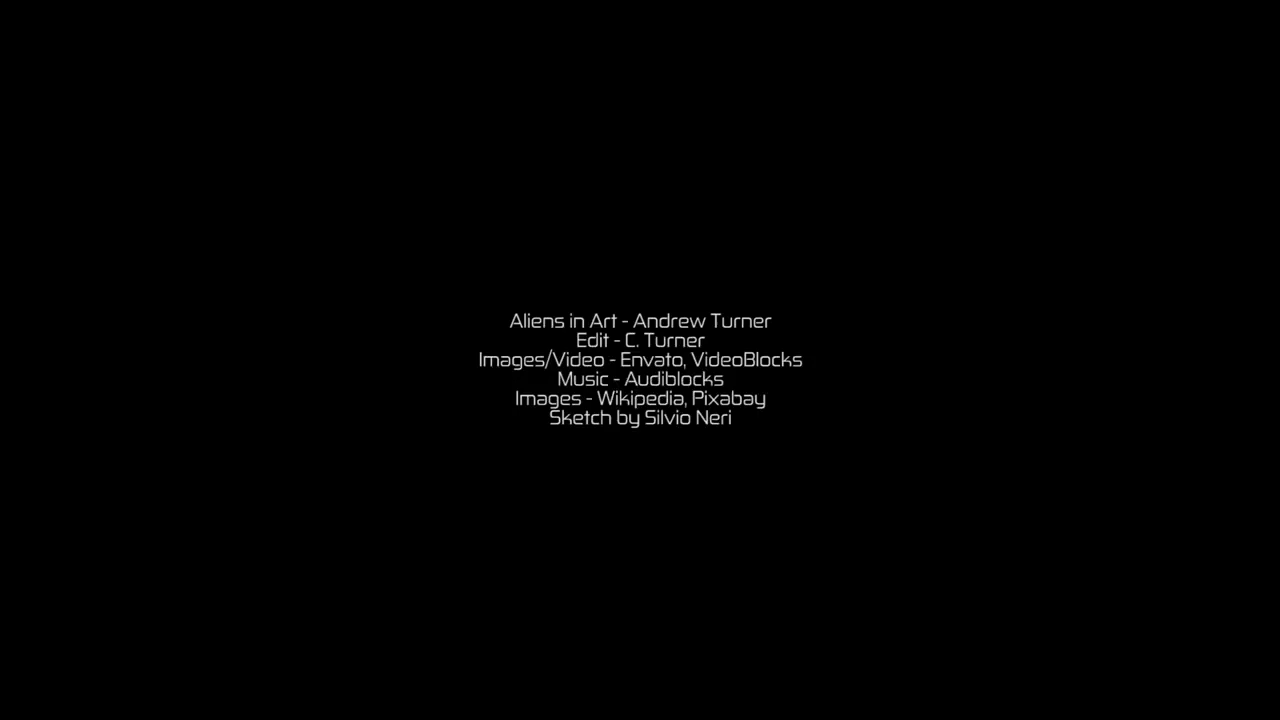 Aliens in Art - Andrew Turner
Edit - C. Turner
Images/Video - Envato, VideoBlocks
Music - Audiblocks
Images - Wikipedia, Pixabay
Sketch by Silvio Neri